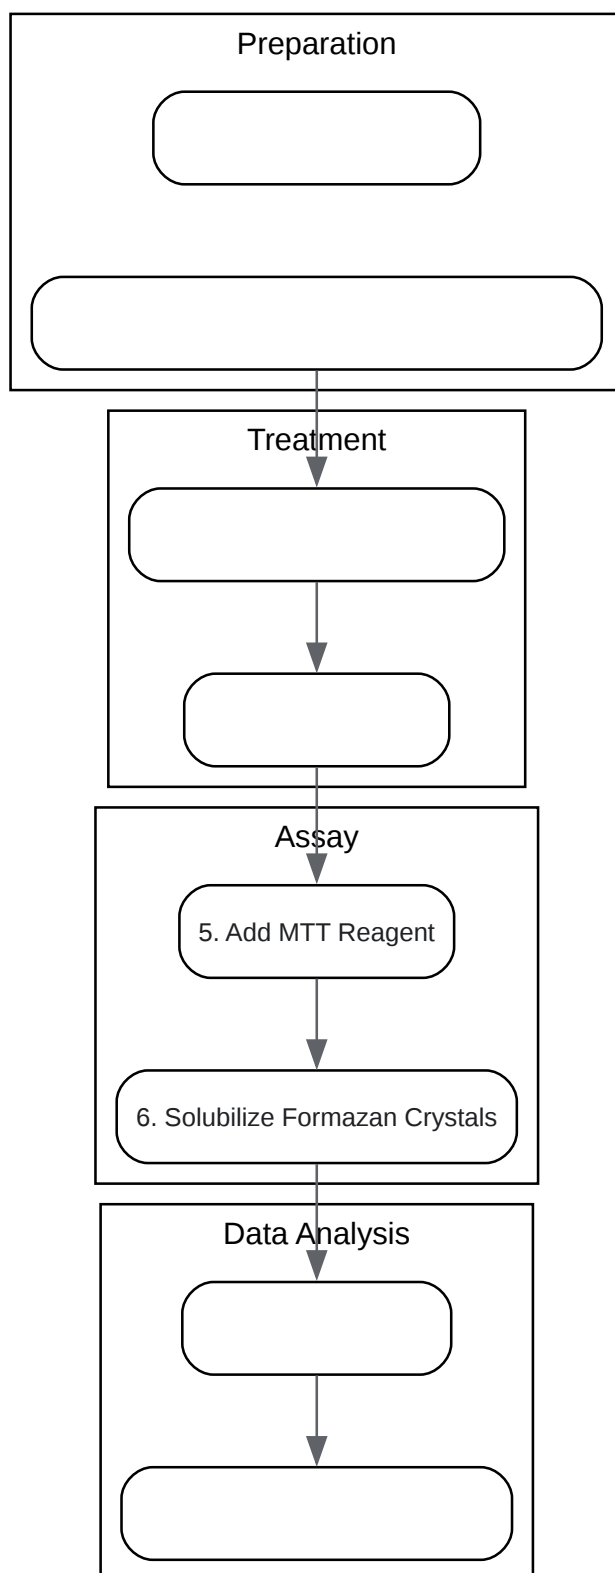 Preparation
Treatment
Assay
5. Add MTT Reagent
6. Solubilize Formazan Crystals
Data Analysis